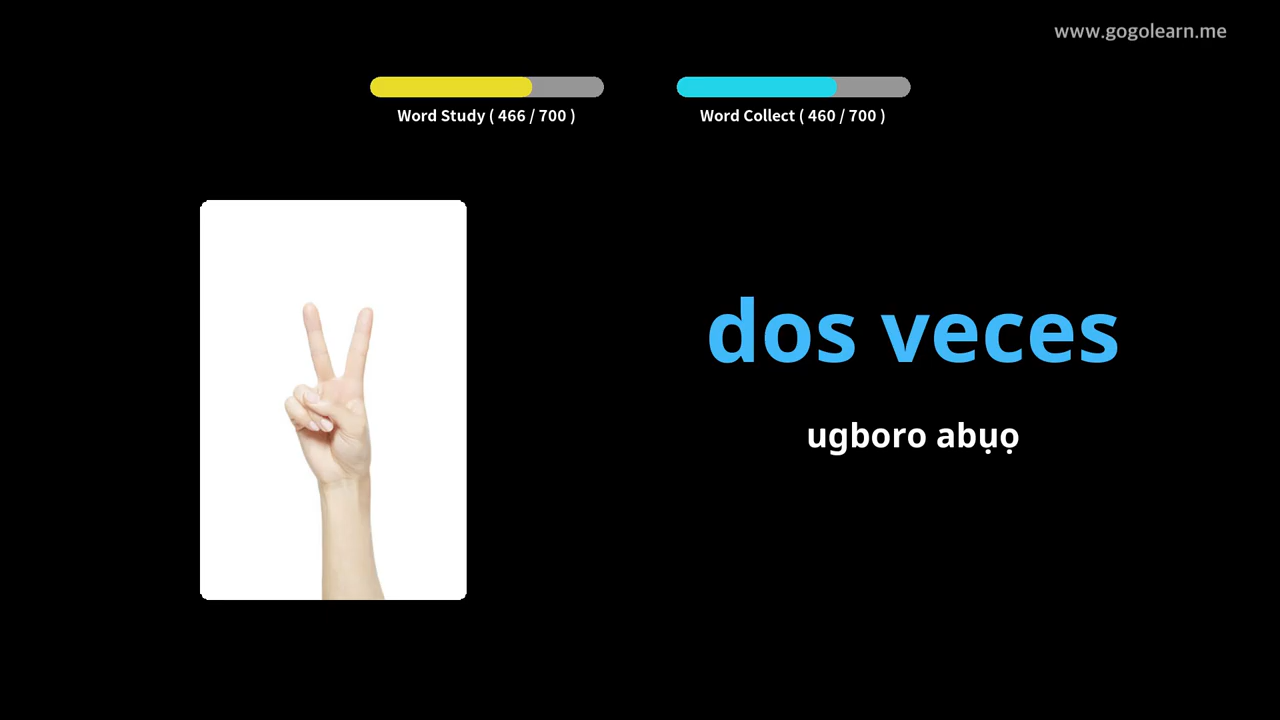 www.gogolearn.me
Word Study ( 466 / 700 )
Word Collect ( 460 / 700 )
dos veces
ugboro abụọ